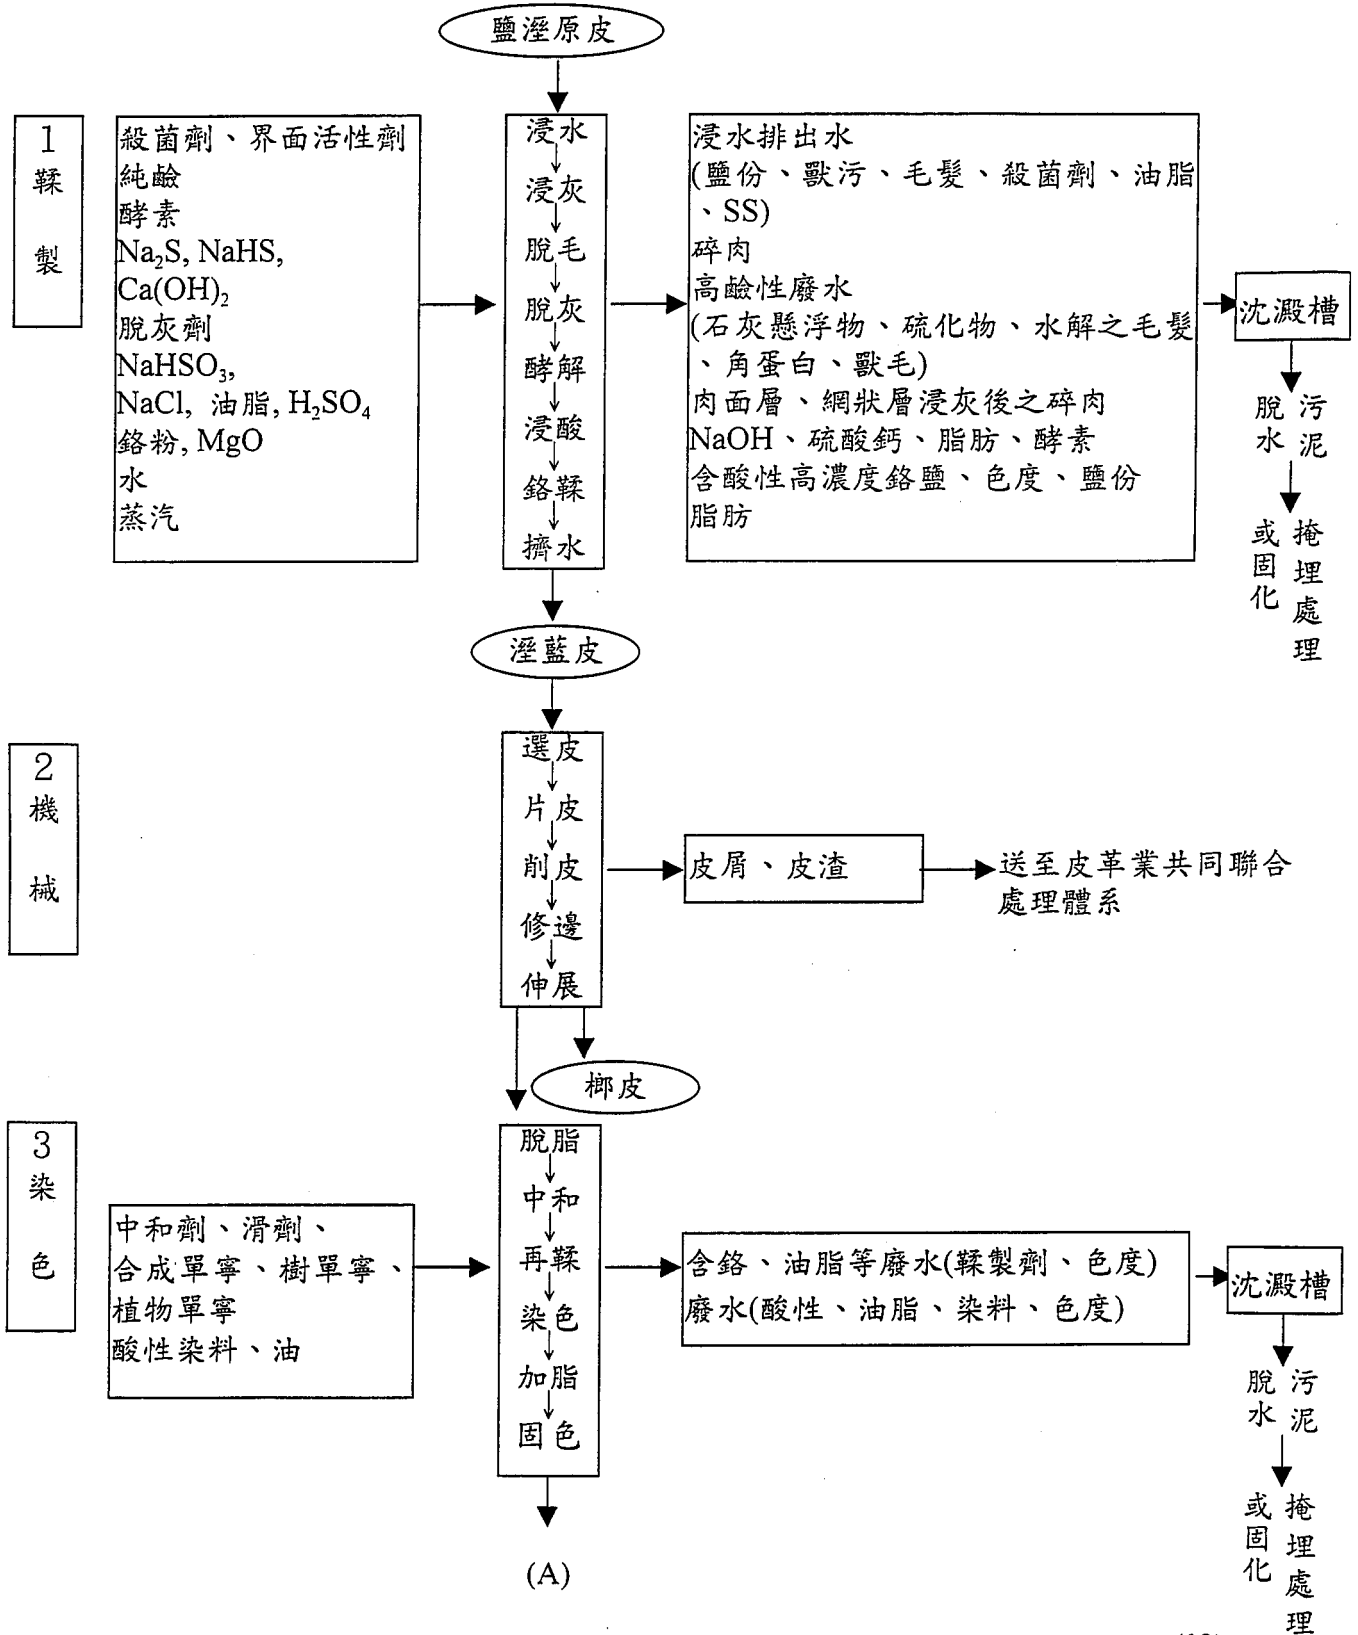 鹽溼原皮
1
鞣
製
殺菌劑、界面活性劑
純鹼
酵素
Na₂S, NaHS,
Ca(OH)₂
脫灰劑
NaHSO₃,
NaCl, 油脂, H₂SO₄
鉻粉, MgO
水
蒸汽
浸水
浸灰
脫毛
脫灰
酵解
浸酸
鉻鞣
擠水
浸水排出水
(鹽份、獸污、毛髮、殺菌劑、油脂
、SS)
碎肉
高鹼性廢水
(石灰懸浮物、硫化物、水解之毛髮
、角蛋白、獸毛)
肉面層、網狀層浸灰後之碎肉
NaOH、硫酸鈣、脂肪、酵素
含酸性高濃度鉻鹽、色度、鹽份
脂肪
沈澱槽
污泥
脫水
掩埋處理
或固化
溼藍皮
2
機
械
選皮
片皮
削皮
修邊
伸展
皮屑、皮渣
送至皮革業共同聯合
處理體系
榔皮
3
染
色
中和劑、滑劑、
合成單寧、樹單寧、
植物單寧
酸性染料、油
脫脂
中和
再鞣
染色
加脂
固色
含鉻、油脂等廢水(鞣製劑、色度)
廢水(酸性、油脂、染料、色度)
沈澱槽
污泥
脫水
掩埋處理
或固化
(A)